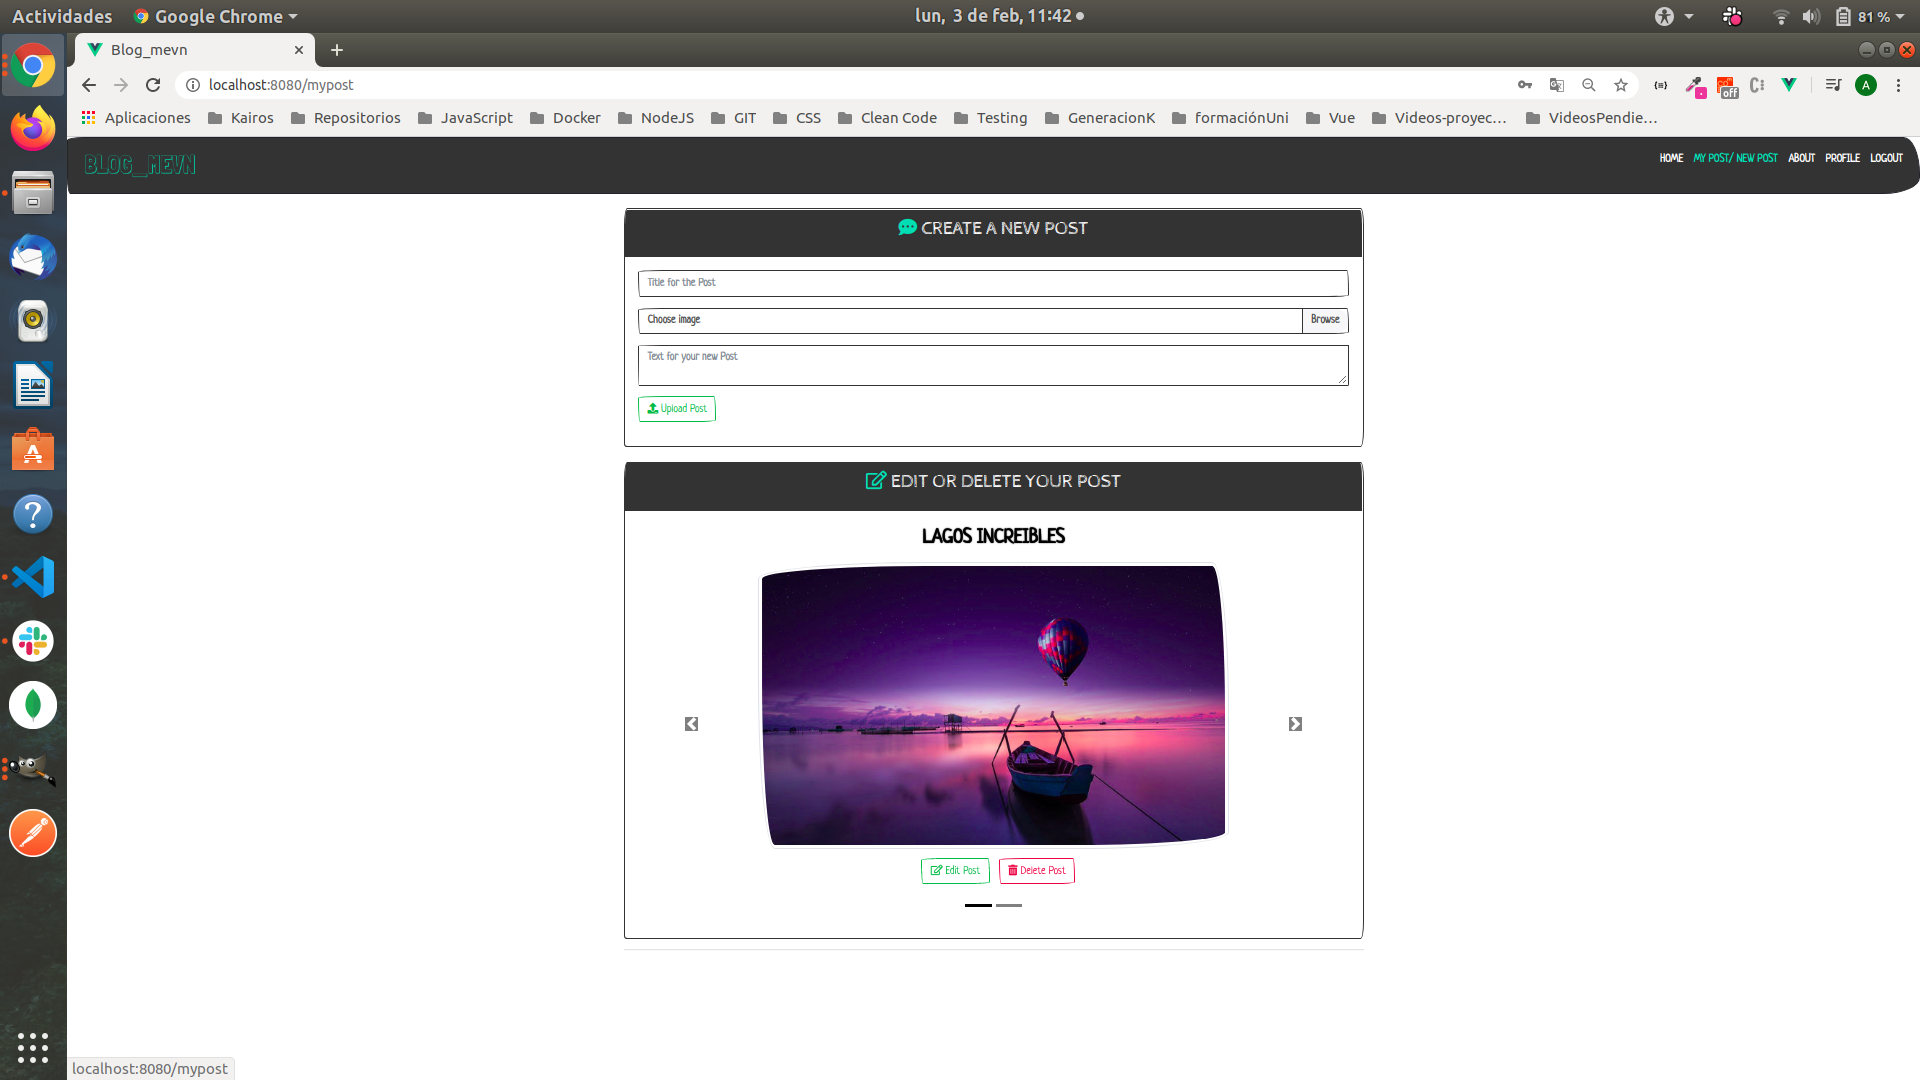 Actividades Google Chrome lun, 3 de feb, 11:42 81 %
Blog_mevn
localhost:8080/mypost off A
Aplicaciones Kairos Repositorios JavaScript Docker NodeJS GIT CSS Clean Code Testing GeneracionK formaciónUni Vue Videos-proyec... VideosPendie...
BLOG_MEVN HOME MY POST/ NEW POST ABOUT PROFILE LOGOUT
CREATE A NEW POST
Title for the Post
Choose image Browse
Text for your new Post
Upload Post
EDIT OR DELETE YOUR POST
LAGOS INCREIBLES
Edit Post Delete Post
localhost:8080/mypost